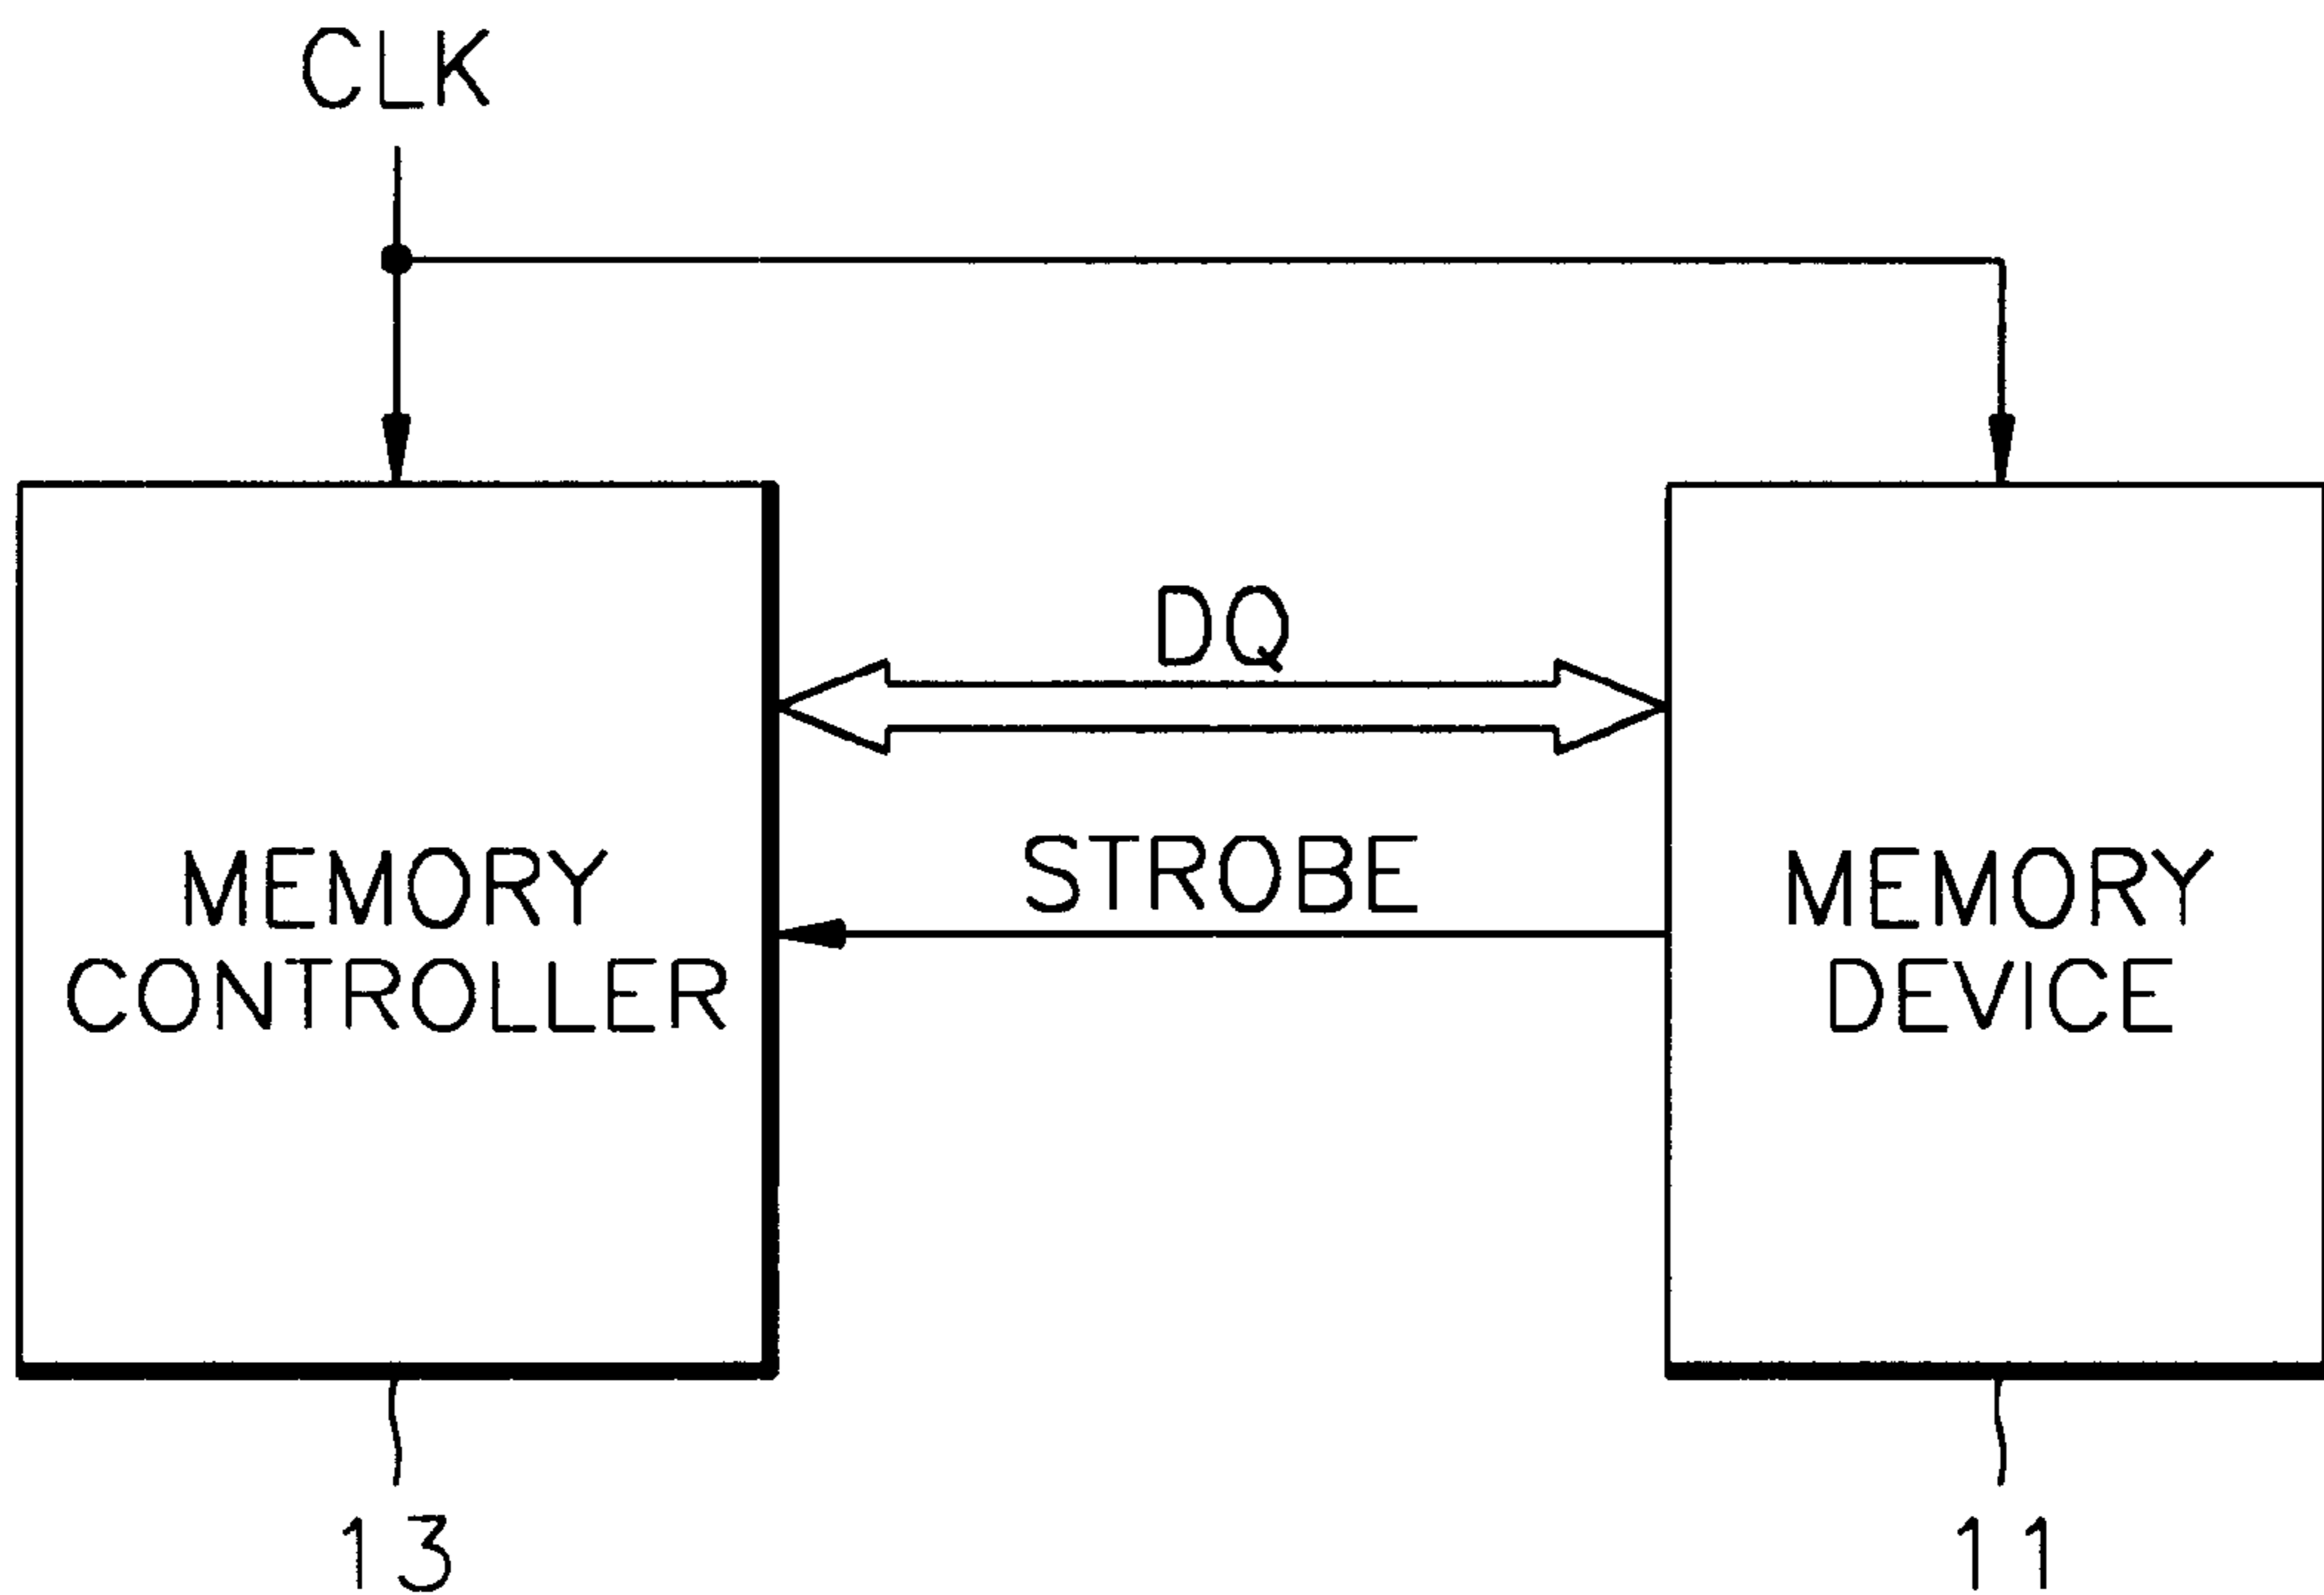 CLK
DQ
STROBE
MEMORY
CONTROLLER
MEMORY
DEVICE
13
11